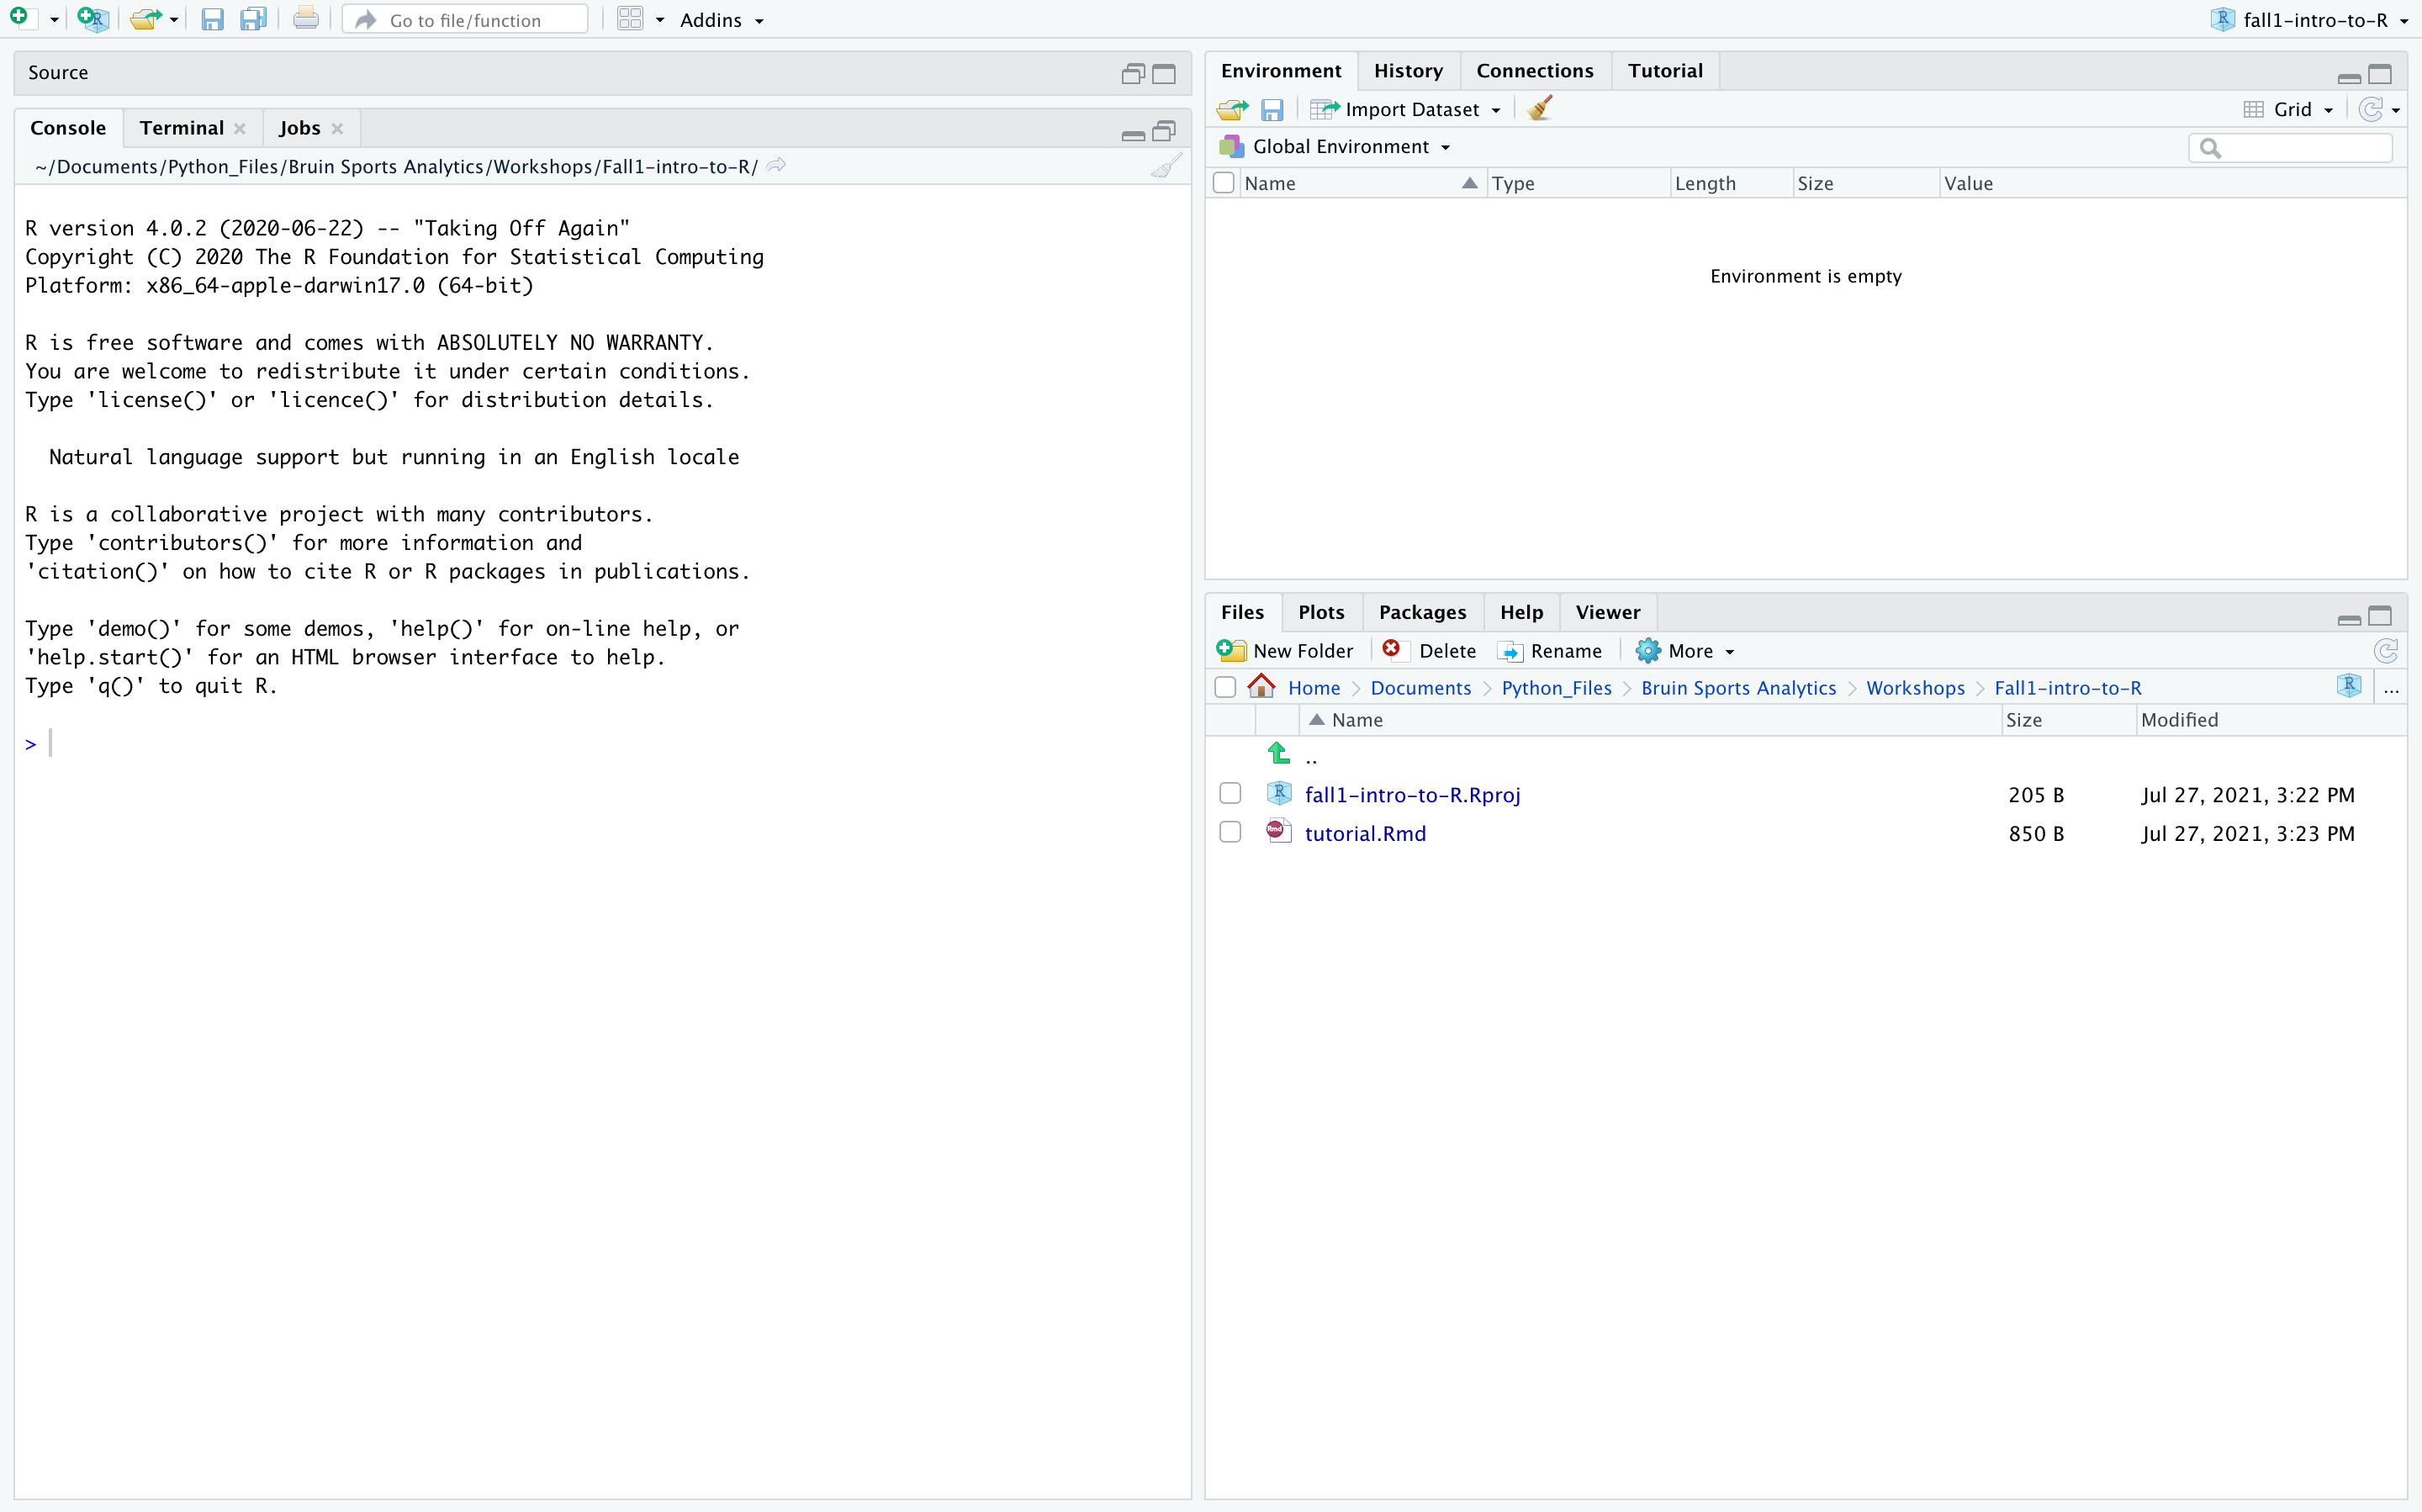 Go to file/function
Addins
fall1-intro-to-R
Source
Console Terminal Jobs
~/Documents/Python_Files/Bruin Sports Analytics/Workshops/Fall1-intro-to-R/
R version 4.0.2 (2020-06-22) -- "Taking Off Again"
Copyright (C) 2020 The R Foundation for Statistical Computing
Platform: x86_64-apple-darwin17.0 (64-bit)
R is free software and comes with ABSOLUTELY NO WARRANTY.
You are welcome to redistribute it under certain conditions.
Type 'license()' or 'licence()' for distribution details.
Natural language support but running in an English locale
R is a collaborative project with many contributors.
Type 'contributors()' for more information and
'citation()' on how to cite R or R packages in publications.
Type 'demo()' for some demos, 'help()' for on-line help, or
'help.start()' for an HTML browser interface to help.
Type 'q()' to quit R.
>
Environment History Connections Tutorial
Import Dataset Grid
Global Environment
Name Type Length Size Value
Environment is empty
Files Plots Packages Help Viewer
New Folder Delete Rename More
Home Documents Python_Files Bruin Sports Analytics Workshops Fall1-intro-to-R ...
Name Size Modified
..
fall1-intro-to-R.Rproj 205 B Jul 27, 2021, 3:22 PM
tutorial.Rmd 850 B Jul 27, 2021, 3:23 PM